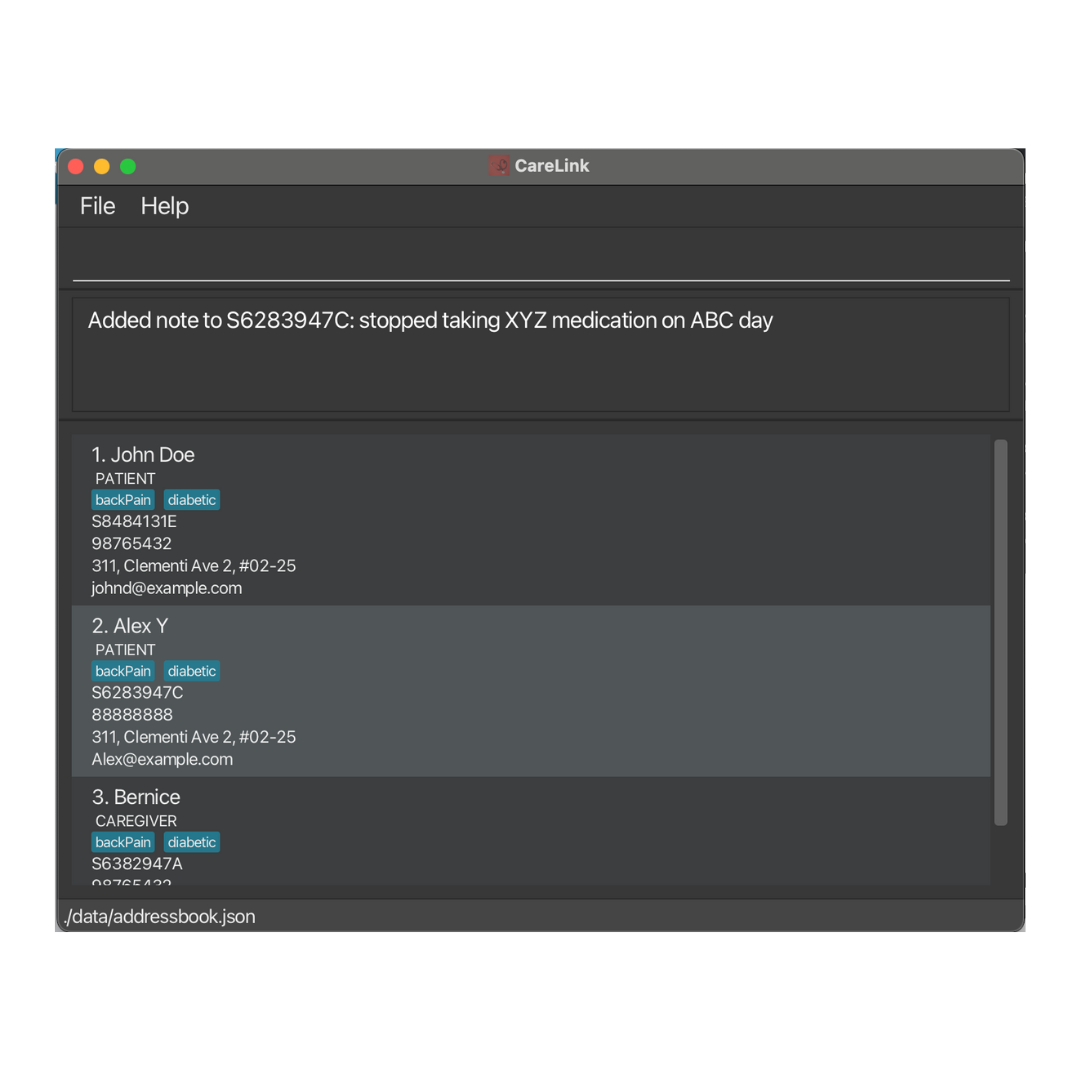 CareLink
File Help
Added note to S6283947C: stopped taking XYZ medication on ABC day
1. John Doe
PATIENT
backPain diabetic
S8484131E
98765432
311, Clementi Ave 2, #02-25
johnd@example.com
2. Alex Y
PATIENT
backPain diabetic
S6283947C
88888888
311, Clementi Ave 2, #02-25
Alex@example.com
3. Bernice
CAREGIVER
backPain diabetic
S6382947A
98765432
./data/addressbook.json